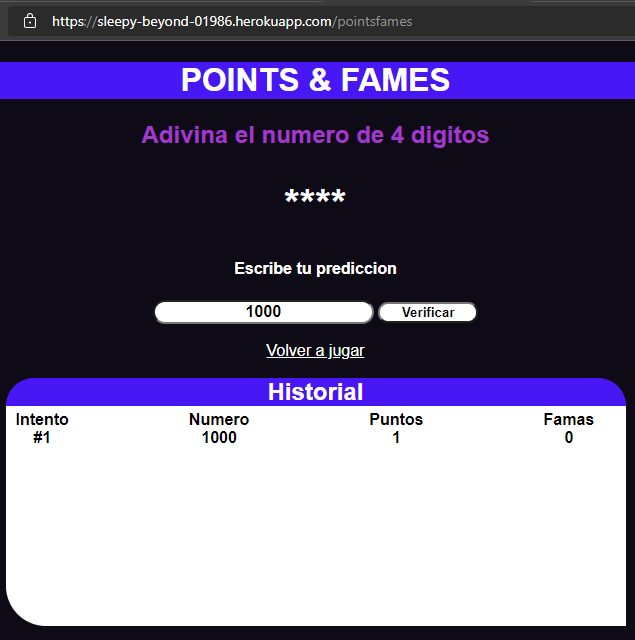 https://sleepy-beyond-01986.herokuapp.com/pointsfames
POINTS & FAMES
Adivina el numero de 4 digitos
****
Escribe tu prediccion
1000 Verificar
Volver a jugar
Historial
Intento Numero Puntos Famas
#1 1000 1 0